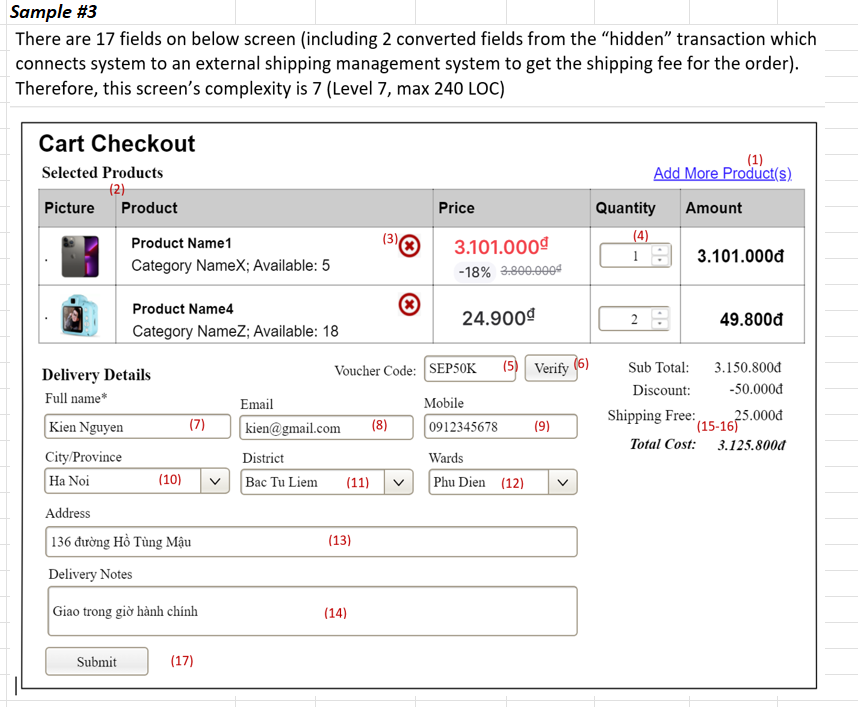 Sample #3
There are 17 fields on below screen (including 2 converted fields from the “hidden” transaction which
connects system to an external shipping management system to get the shipping fee for the order).
Therefore, this screen’s complexity is 7 (Level 7, max 240 LOC)
Cart Checkout
(1)
Selected Products
Add More Product(s)
(2)
Picture Product Price Quantity Amount
Product Name1 (3) 3.101.000đ (4)
1 3.101.000đ
Category NameX; Available: 5 -18% 3.800.000đ
Product Name4
24.900đ 2 49.800đ
Category NameZ; Available: 18
Delivery Details Voucher Code: SEP50K (5) Verify (6) Sub Total: 3.150.800đ
Discount: -50.000đ
Full name* Email Mobile
Shipping Free: 25.000đ
Kien Nguyen (7) kien@gmail.com (8) 0912345678 (9) (15-16)
Total Cost: 3.125.800đ
City/Province District Wards
Ha Noi (10) Bac Tu Liem (11) Phu Dien (12)
Address
136 đường Hồ Tùng Mậu (13)
Delivery Notes
Giao trong giờ hành chính (14)
Submit (17)